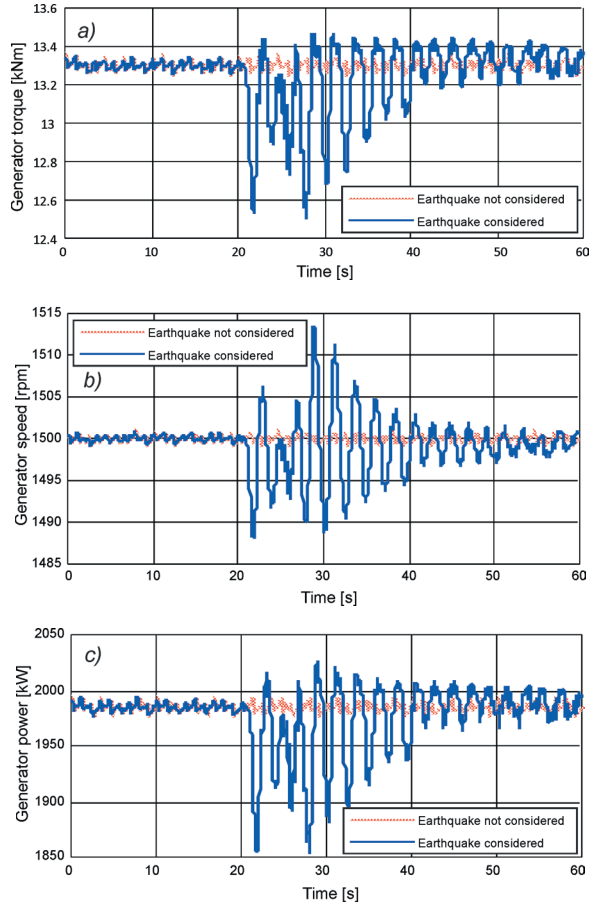 a)
Generator torque [kNm]
13.4
13.2
13
12.8
12.6
12.4
Earthquake not considered
Earthquake considered
0 10 20 30 40 50 60
Time [s]
1515
1510
1505
1500
1495
1490
1485
Earthquake not considered
Earthquake considered
b)
Generator speed [rpm]
0 10 20 30 40 50 60
Time [s]
2050
2000
1950
1900
1850
c)
Generator power [kW]
Earthquake not considered
Earthquake considered
0 10 20 30 40 50 60
Time [s]